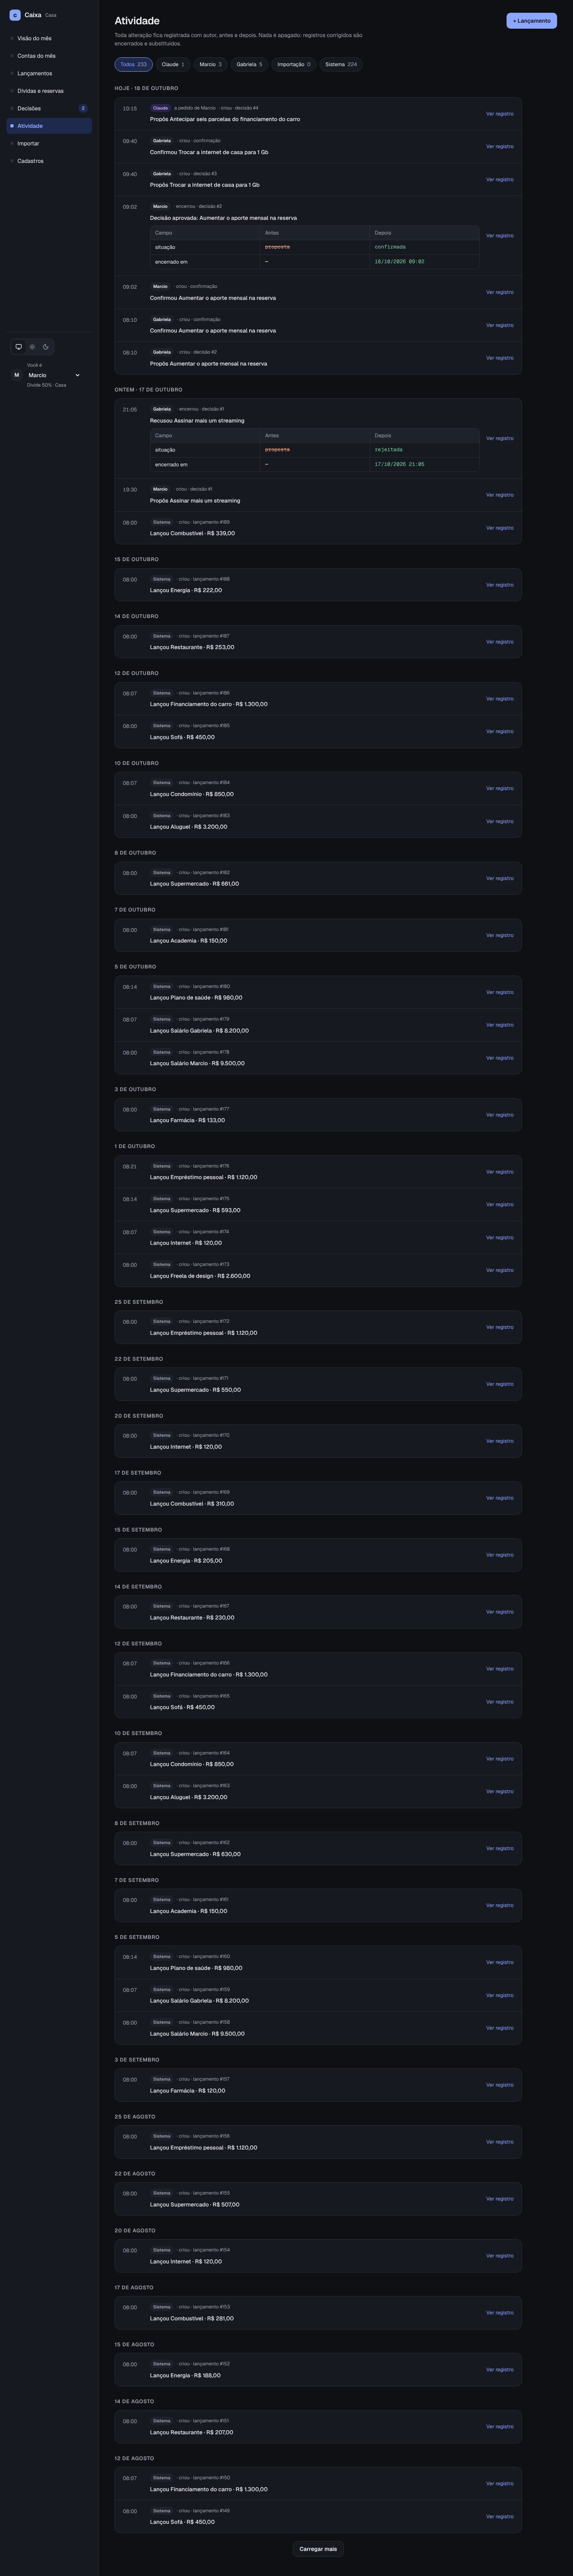 c Caixa Casa
Visão do mês
Contas do mês
Lançamentos
Dívidas e reservas
Decisões 2
Atividade
Importar
Cadastros
Você é
M Marcio
Divide 50% · Casa
Atividade
+ Lançamento
Toda alteração fica registrada com autor, antes e depois. Nada é apagado: registros corrigidos são
encerrados e substituídos.
Todos 233 Claude 1 Marcio 3 Gabriela 5 Importação 0 Sistema 224
HOJE · 18 DE OUTUBRO
10:15 Claude a pedido de Marcio · criou · decisão #4
Propôs Antecipar seis parcelas do financiamento do carro
Ver registro
09:40 Gabriela · criou · confirmação
Confirmou Trocar a internet de casa para 1 Gb
Ver registro
09:40 Gabriela · criou · decisão #3
Propôs Trocar a internet de casa para 1 Gb
Ver registro
09:02 Marcio · encerrou · decisão #2
Decisão aprovada: Aumentar o aporte mensal na reserva
Ver registro
Campo Antes Depois
situação proposta confirmada
encerrado em — 18/10/2026 09:02
09:02 Marcio · criou · confirmação
Confirmou Aumentar o aporte mensal na reserva
Ver registro
08:10 Gabriela · criou · confirmação
Confirmou Aumentar o aporte mensal na reserva
Ver registro
08:10 Gabriela · criou · decisão #2
Propôs Aumentar o aporte mensal na reserva
Ver registro
ONTEM · 17 DE OUTUBRO
21:05 Gabriela · encerrou · decisão #1
Recusou Assinar mais um streaming
Ver registro
Campo Antes Depois
situação proposta rejeitada
encerrado em — 17/10/2026 21:05
19:30 Marcio · criou · decisão #1
Propôs Assinar mais um streaming
Ver registro
08:00 Sistema · criou · lançamento #189
Lançou Combustível · R$ 339,00
Ver registro
15 DE OUTUBRO
08:00 Sistema · criou · lançamento #188
Lançou Energia · R$ 222,00
Ver registro
14 DE OUTUBRO
08:00 Sistema · criou · lançamento #187
Lançou Restaurante · R$ 253,00
Ver registro
12 DE OUTUBRO
08:07 Sistema · criou · lançamento #186
Lançou Financiamento do carro · R$ 1.300,00
Ver registro
08:00 Sistema · criou · lançamento #185
Lançou Sofá · R$ 450,00
Ver registro
10 DE OUTUBRO
08:07 Sistema · criou · lançamento #184
Lançou Condomínio · R$ 850,00
Ver registro
08:00 Sistema · criou · lançamento #183
Lançou Aluguel · R$ 3.200,00
Ver registro
8 DE OUTUBRO
08:00 Sistema · criou · lançamento #182
Lançou Supermercado · R$ 661,00
Ver registro
7 DE OUTUBRO
08:00 Sistema · criou · lançamento #181
Lançou Academia · R$ 150,00
Ver registro
5 DE OUTUBRO
08:14 Sistema · criou · lançamento #180
Lançou Plano de saúde · R$ 980,00
Ver registro
08:07 Sistema · criou · lançamento #179
Lançou Salário Gabriela · R$ 8.200,00
Ver registro
08:00 Sistema · criou · lançamento #178
Lançou Salário Marcio · R$ 9.500,00
Ver registro
3 DE OUTUBRO
08:00 Sistema · criou · lançamento #177
Lançou Farmácia · R$ 133,00
Ver registro
1 DE OUTUBRO
08:21 Sistema · criou · lançamento #176
Lançou Empréstimo pessoal · R$ 1.120,00
Ver registro
08:14 Sistema · criou · lançamento #175
Lançou Supermercado · R$ 593,00
Ver registro
08:07 Sistema · criou · lançamento #174
Lançou Internet · R$ 120,00
Ver registro
08:00 Sistema · criou · lançamento #173
Lançou Freela de design · R$ 2.600,00
Ver registro
25 DE SETEMBRO
08:00 Sistema · criou · lançamento #172
Lançou Empréstimo pessoal · R$ 1.120,00
Ver registro
22 DE SETEMBRO
08:00 Sistema · criou · lançamento #171
Lançou Supermercado · R$ 550,00
Ver registro
20 DE SETEMBRO
08:00 Sistema · criou · lançamento #170
Lançou Internet · R$ 120,00
Ver registro
17 DE SETEMBRO
08:00 Sistema · criou · lançamento #169
Lançou Combustível · R$ 310,00
Ver registro
15 DE SETEMBRO
08:00 Sistema · criou · lançamento #168
Lançou Energia · R$ 205,00
Ver registro
14 DE SETEMBRO
08:00 Sistema · criou · lançamento #167
Lançou Restaurante · R$ 230,00
Ver registro
12 DE SETEMBRO
08:07 Sistema · criou · lançamento #166
Lançou Financiamento do carro · R$ 1.300,00
Ver registro
08:00 Sistema · criou · lançamento #165
Lançou Sofá · R$ 450,00
Ver registro
10 DE SETEMBRO
08:07 Sistema · criou · lançamento #164
Lançou Condomínio · R$ 850,00
Ver registro
08:00 Sistema · criou · lançamento #163
Lançou Aluguel · R$ 3.200,00
Ver registro
8 DE SETEMBRO
08:00 Sistema · criou · lançamento #162
Lançou Supermercado · R$ 630,00
Ver registro
7 DE SETEMBRO
08:00 Sistema · criou · lançamento #161
Lançou Academia · R$ 150,00
Ver registro
5 DE SETEMBRO
08:14 Sistema · criou · lançamento #160
Lançou Plano de saúde · R$ 980,00
Ver registro
08:07 Sistema · criou · lançamento #159
Lançou Salário Gabriela · R$ 8.200,00
Ver registro
08:00 Sistema · criou · lançamento #158
Lançou Salário Marcio · R$ 9.500,00
Ver registro
3 DE SETEMBRO
08:00 Sistema · criou · lançamento #157
Lançou Farmácia · R$ 120,00
Ver registro
25 DE AGOSTO
08:00 Sistema · criou · lançamento #156
Lançou Empréstimo pessoal · R$ 1.120,00
Ver registro
22 DE AGOSTO
08:00 Sistema · criou · lançamento #155
Lançou Supermercado · R$ 507,00
Ver registro
20 DE AGOSTO
08:00 Sistema · criou · lançamento #154
Lançou Internet · R$ 120,00
Ver registro
17 DE AGOSTO
08:00 Sistema · criou · lançamento #153
Lançou Combustível · R$ 281,00
Ver registro
15 DE AGOSTO
08:00 Sistema · criou · lançamento #152
Lançou Energia · R$ 188,00
Ver registro
14 DE AGOSTO
08:00 Sistema · criou · lançamento #151
Lançou Restaurante · R$ 207,00
Ver registro
12 DE AGOSTO
08:07 Sistema · criou · lançamento #150
Lançou Financiamento do carro · R$ 1.300,00
Ver registro
08:00 Sistema · criou · lançamento #149
Lançou Sofá · R$ 450,00
Ver registro
Carregar mais